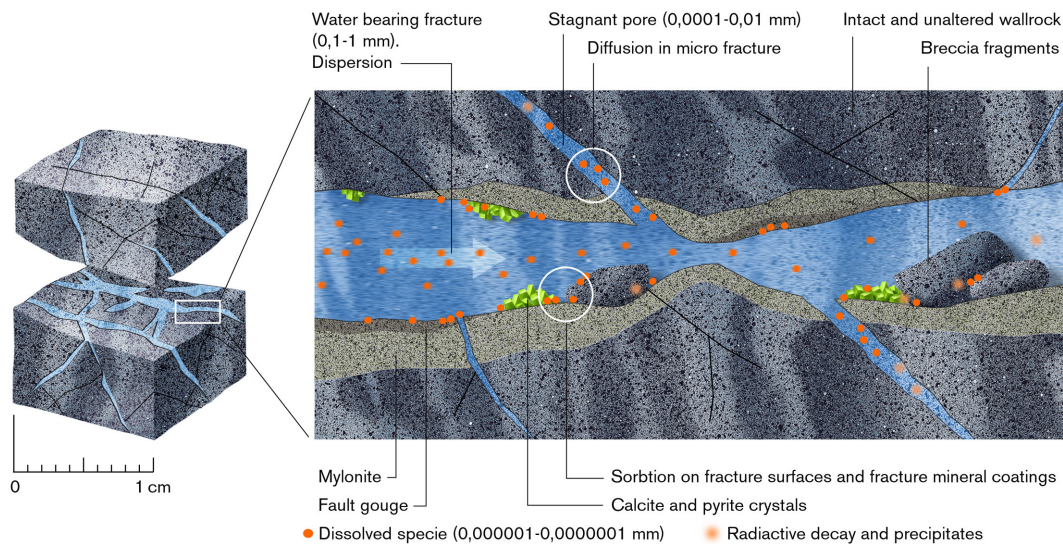 Water bearing fracture
(0,1-1 mm).
Dispersion
Stagnant pore (0,0001-0,01 mm)
Diffusion in micro fracture
Intact and unaltered wallrock
Breccia fragments
0
1 cm
Mylonite
Fault gouge
Sorbtion on fracture surfaces and fracture mineral coatings
Calcite and pyrite crystals
Dissolved specie (0,000001-0,0000001 mm)
Radiactive decay and precipitates